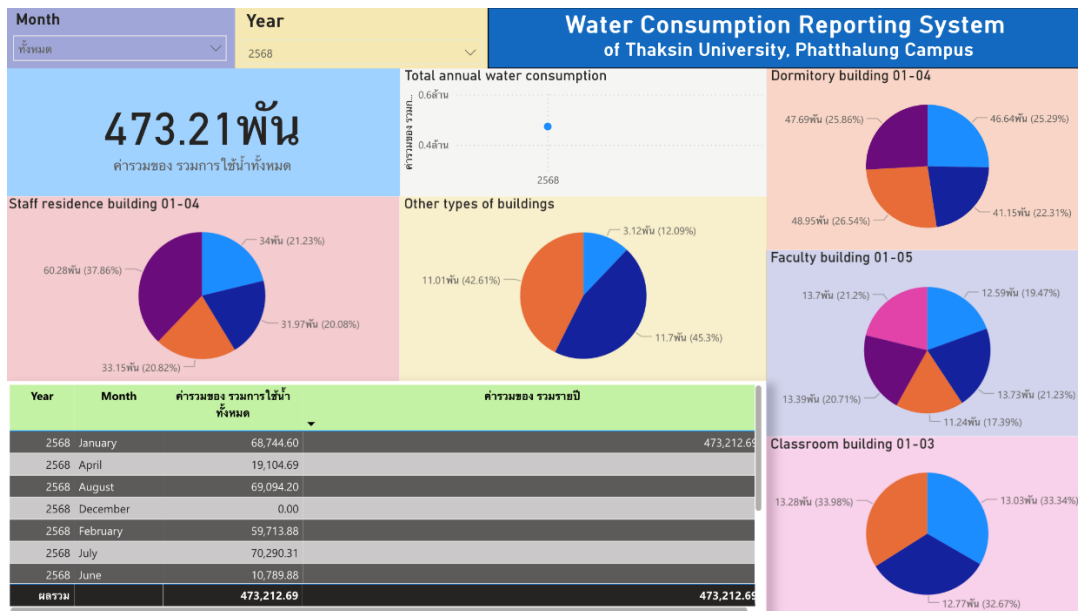 Month
ทั้งหมด
Year
2568
Water Consumption Reporting System
of Thaksin University, Phatthalung Campus
473.21พัน
ค่ารวมของ รวมการใช้น้ำทั้งหมด
Total annual water consumption
ค่ารวมของ รวมก...
0.6ล้าน
0.4ล้าน
2568
Dormitory building 01-04
47.69พัน (25.86%)
46.64พัน (25.29%)
48.95พัน (26.54%)
41.15พัน (22.31%)
Staff residence building 01-04
34พัน (21.23%)
60.28พัน (37.86%)
31.97พัน (20.08%)
33.15พัน (20.82%)
Other types of buildings
3.12พัน (12.09%)
11.01พัน (42.61%)
11.7พัน (45.3%)
Faculty building 01-05
13.7พัน (21.2%)
12.59พัน (19.47%)
13.39พัน (20.71%)
13.73พัน (21.23%)
11.24พัน (17.39%)
Year Month ค่ารวมของ รวมการใช้น้ำ ค่ารวมของ รวมรายปี
ทั้งหมด
2568 January 68,744.60 473,212.69
2568 April 19,104.69
2568 August 69,094.20
2568 December 0.00
2568 February 59,713.88
2568 July 70,290.31
2568 June 10,789.88
ผลรวม 473,212.69 473,212.69
Classroom building 01-03
13.28พัน (33.98%)
13.03พัน (33.34%)
12.77พัน (32.67%)